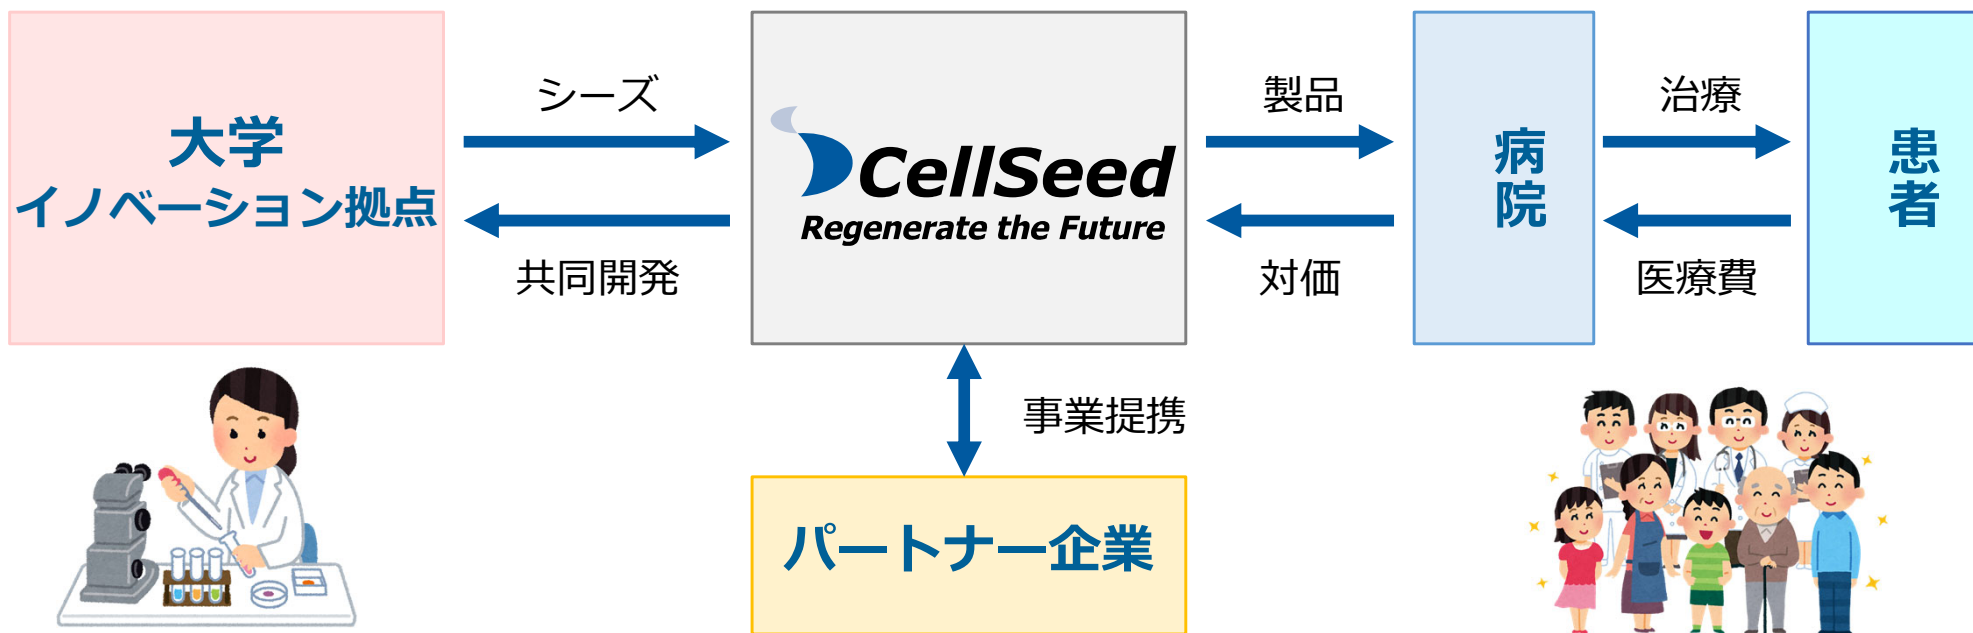 大学
イノベーション拠点
シーズ
共同開発
CellSeed
Regenerate the Future
製品
対価
病院
治療
医療費
患者
事業提携
パートナー企業